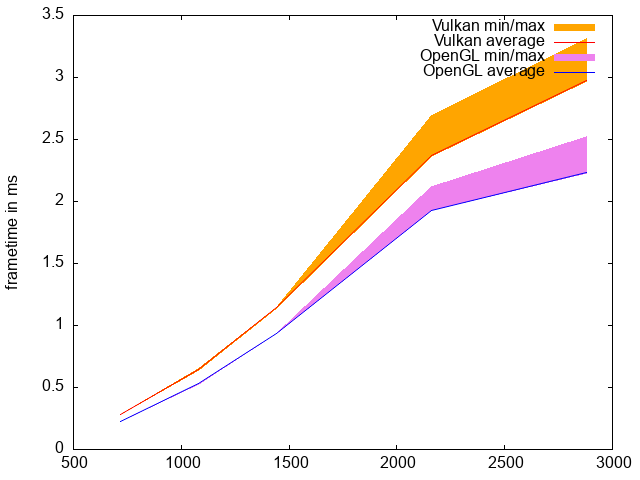 3.5
3
2.5
2
1.5
1
0.5
0
frametime in ms
Vulkan min/max
Vulkan average
OpenGL min/max
OpenGL average
500 1000 1500 2000 2500 3000